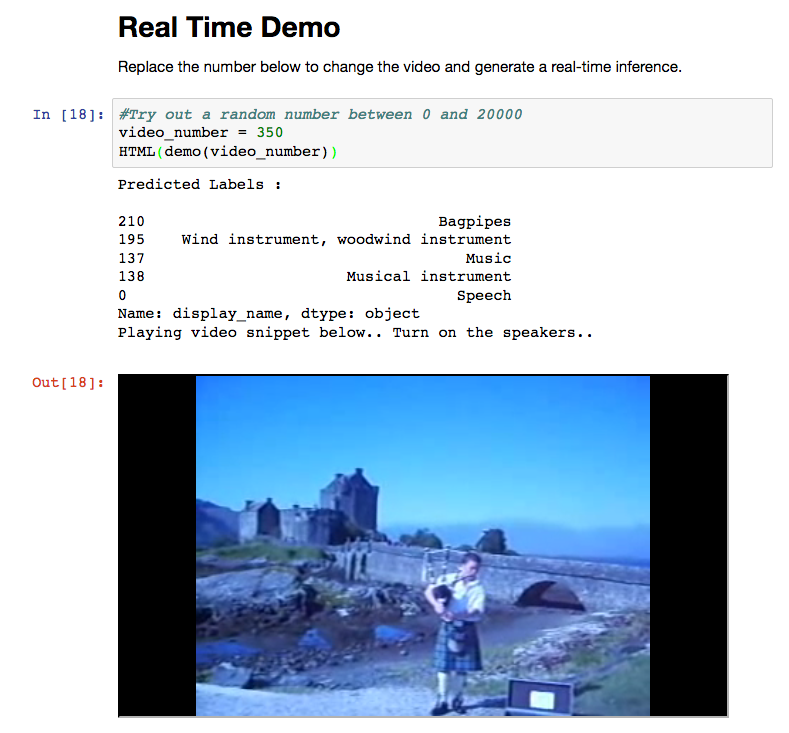 Real Time Demo
Replace the number below to change the video and generate a real-time inference.
In [18]: #Try out a random number between 0 and 20000
video_number = 350
HTML(demo(video_number))
Predicted Labels :
210 Bagpipes
195 Wind instrument, woodwind instrument
137 Music
138 Musical instrument
0 Speech
Name: display_name, dtype: object
Playing video snippet below.. Turn on the speakers..
Out[18]: